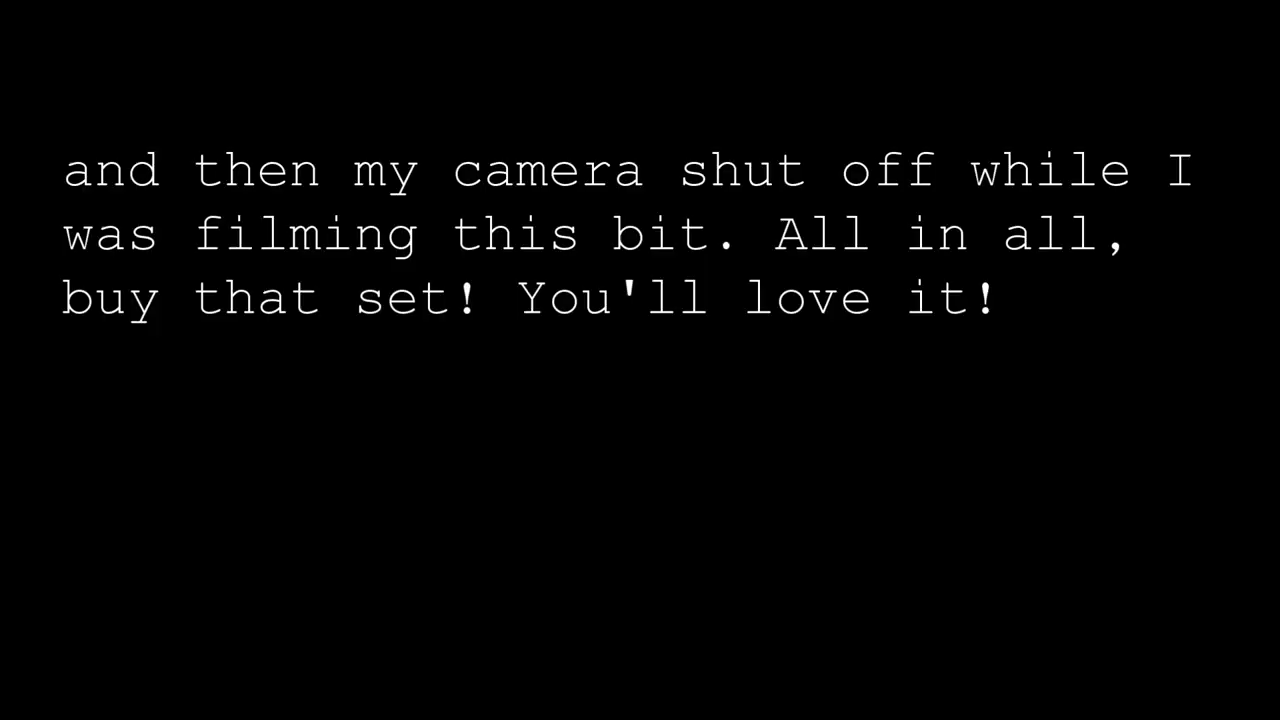 and then my camera shut off while I
was filming this bit. All in all,
buy that set! You'll love it!